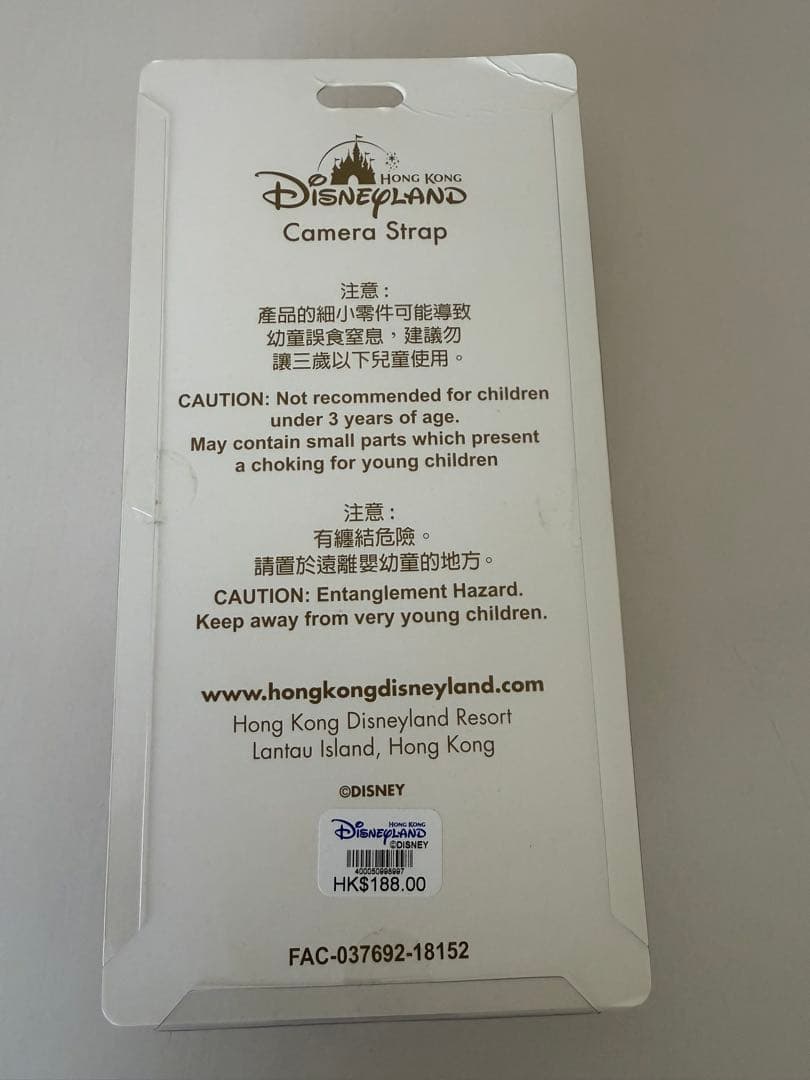 HONG KONG
DISNEYLAND
Camera Strap
注意:
產品的細小零件可能導致
幼童誤食窒息,建議勿
讓三歲以下兒童使用。
CAUTION: Not recommended for children
under 3 years of age.
May contain small parts which present
a choking for young children
注意:
有纏結危險。
請置於遠離嬰幼童的地方。
CAUTION: Entanglement Hazard.
Keep away from very young children.
www.hongkongdisneyland.com
Hong Kong Disneyland Resort
Lantau Island, Hong Kong
©DISNEY
HONG KONG
DISNEYLAND
©DISNEY
400050998997
HK$188.00
FAC-037692-18152